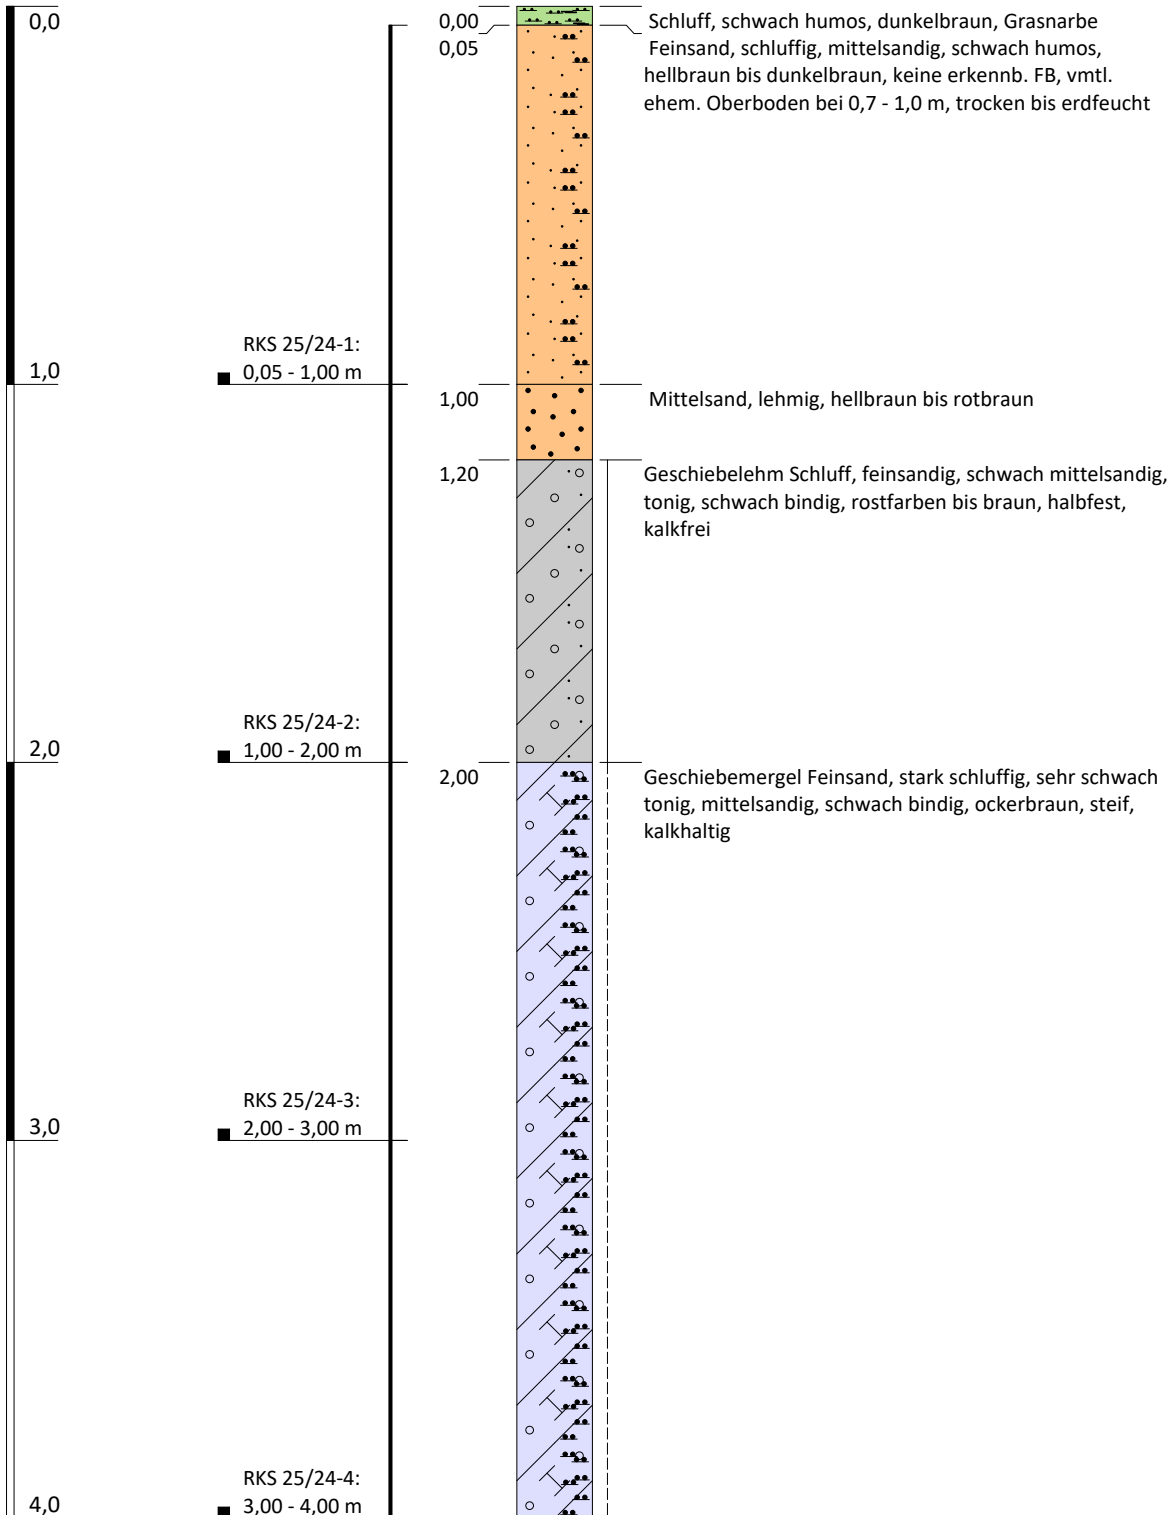 0,0
0,00
Schluff, schwach humos, dunkelbraun, Grasnarbe
0,05
Feinsand, schluffig, mittelsandig, schwach humos,
hellbraun bis dunkelbraun, keine erkennb. FB, vmtl.
ehem. Oberboden bei 0,7 - 1,0 m, trocken bis erdfeucht
RKS 25/24-1:
0,05 - 1,00 m
1,0
1,00
Mittelsand, lehmig, hellbraun bis rotbraun
1,20
Geschiebelehm Schluff, feinsandig, schwach mittelsandig,
tonig, schwach bindig, rostfarben bis braun, halbfest,
kalkfrei
RKS 25/24-2:
1,00 - 2,00 m
2,0
2,00
Geschiebemergel Feinsand, stark schluffig, sehr schwach
tonig, mittelsandig, schwach bindig, ockerbraun, steif,
kalkhaltig
RKS 25/24-3:
2,00 - 3,00 m
3,0
RKS 25/24-4:
3,00 - 4,00 m
4,0